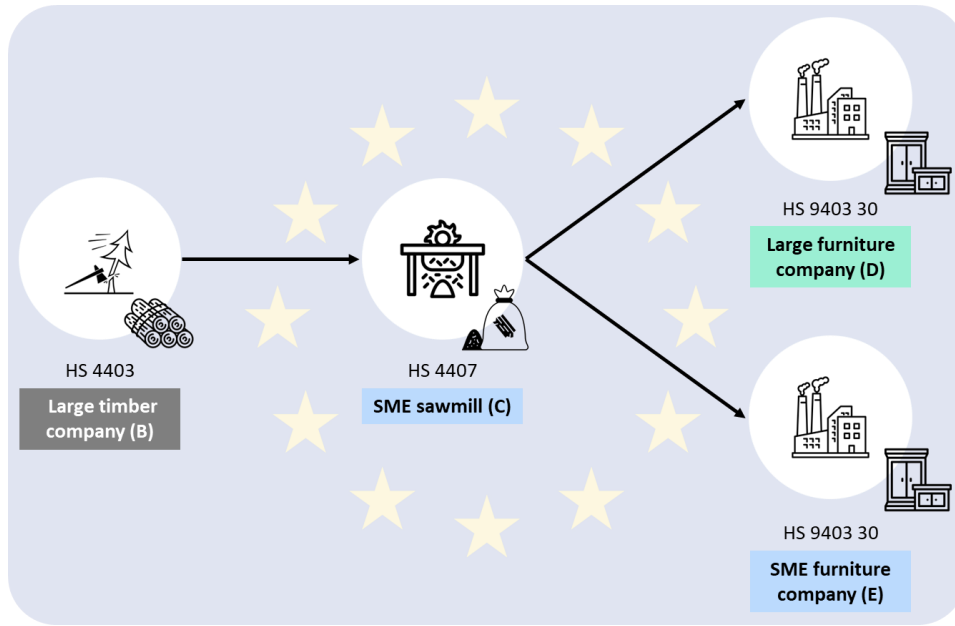 HS 4403
Large timber
company (B)
HS 4407
SME sawmill (C)
HS 9403 30
Large furniture
company (D)
HS 9403 30
SME furniture
company (E)